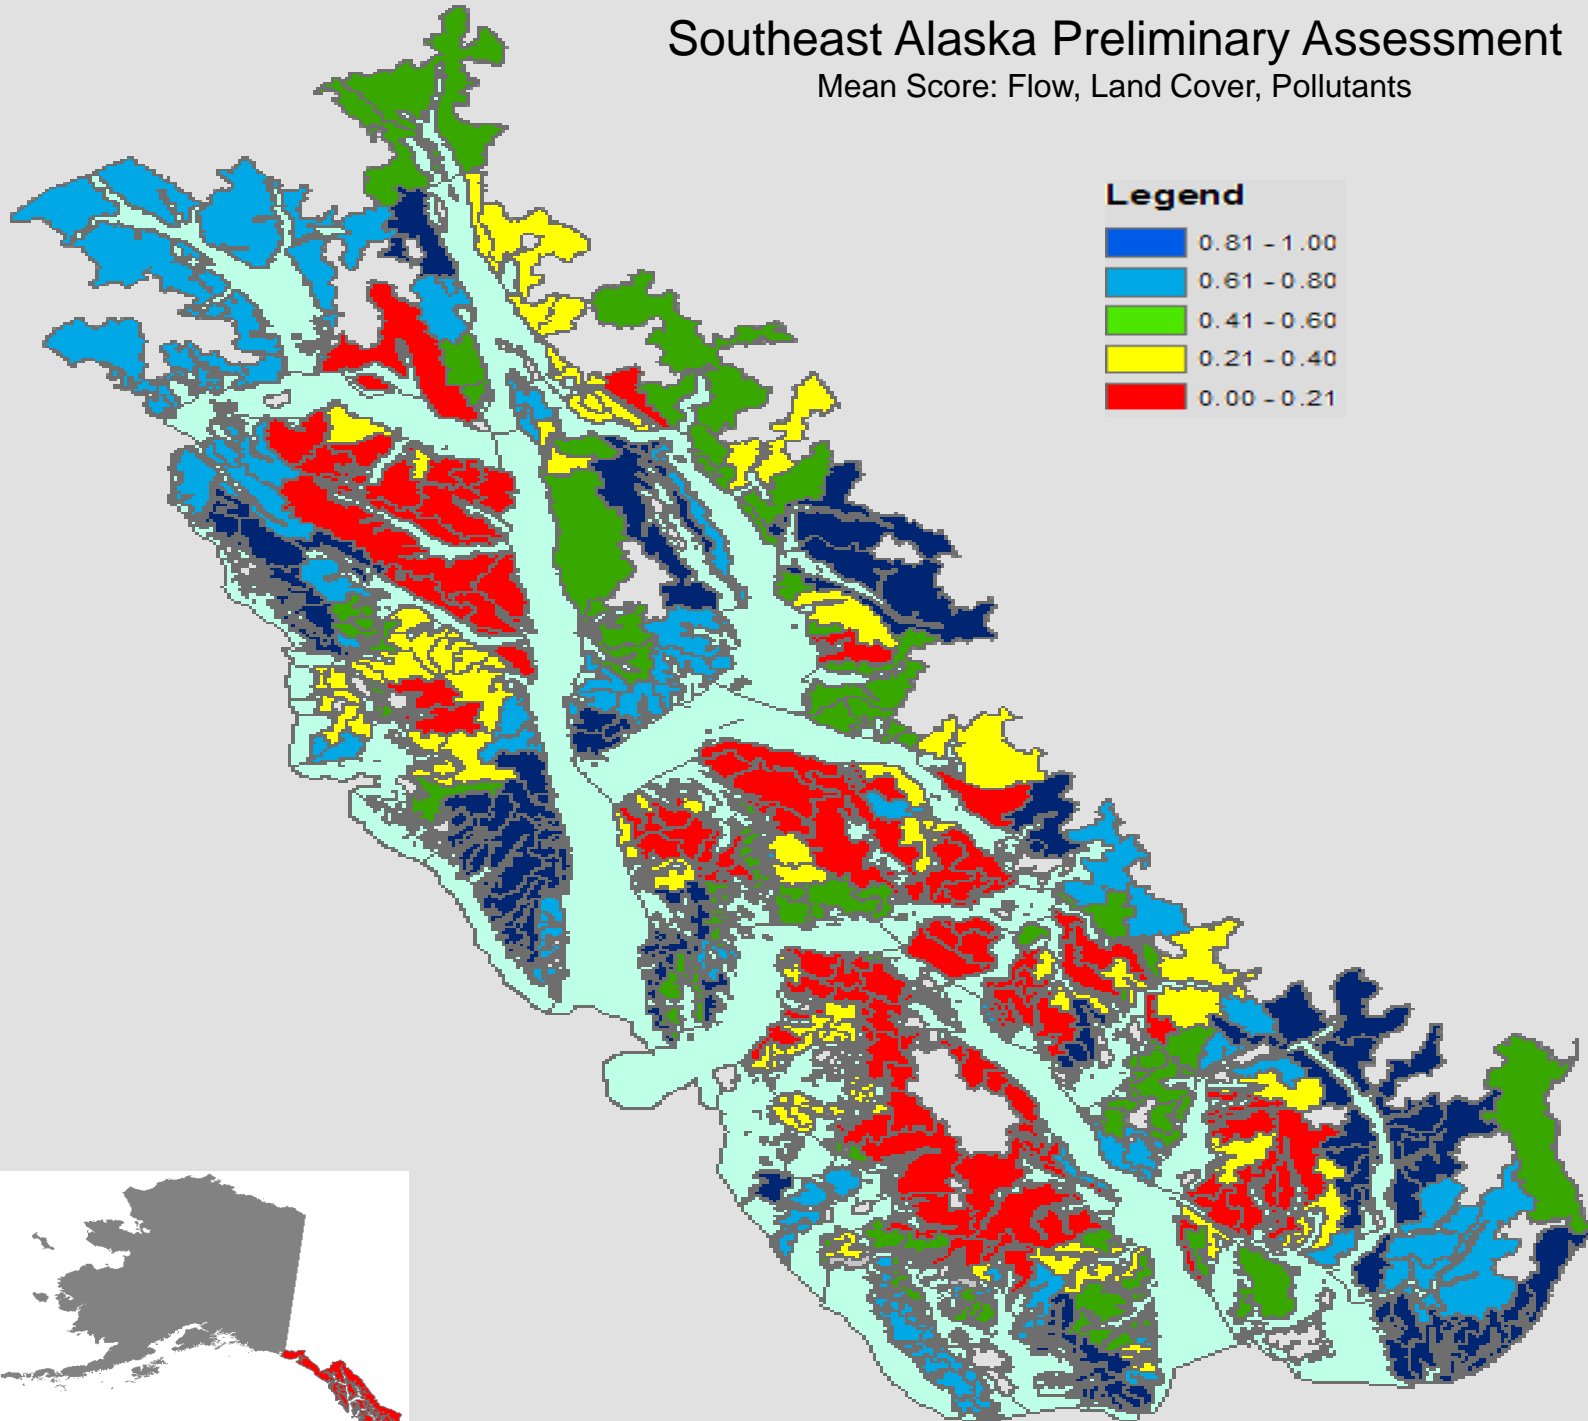 Southeast Alaska Preliminary Assessment
Mean Score: Flow, Land Cover, Pollutants
Legend
0.81 - 1.00
0.61 - 0.80
0.41 - 0.60
0.21 - 0.40
0.00 - 0.21